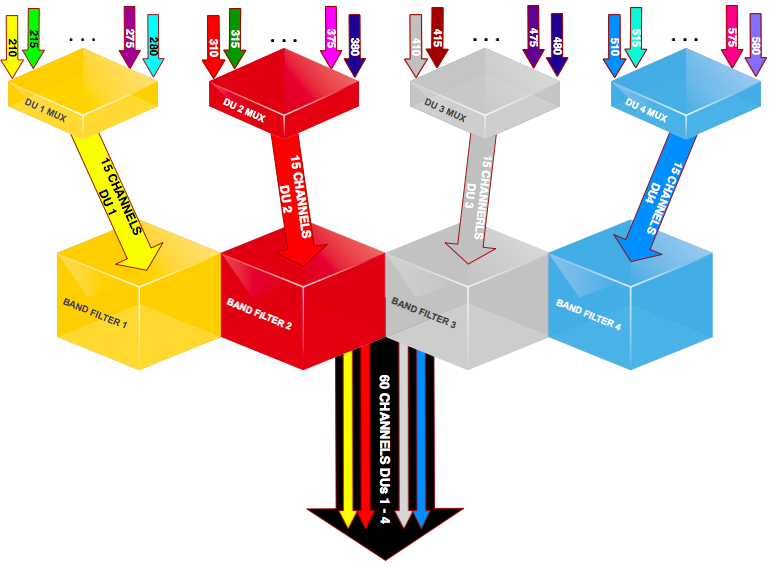 210
215
. . .
275
280
310
315
. . .
375
380
410
415
. . .
475
480
510
515
. . .
575
580
DU 1 MUX
DU 2 MUX
DU 3 MUX
DU 4 MUX
15 CHANNELS
DU 1
15 CHANNELS
DU 2
15 CHANNERLS
DU 3
15 CHANNELS
DU4
BAND FILTER 1
BAND FILTER 2
BAND FILTER 3
BAND FILTER 4
60 CHANNELS DUs 1 - 4